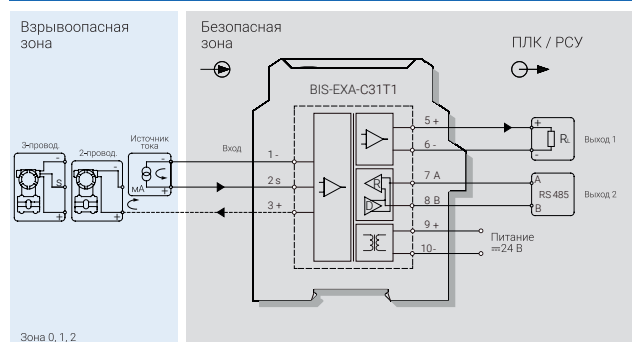 Взрывоопасная
зона
Безопасная
зона
ПЛК / РСУ
BIS-EXA-C31T1
3-провод.
2-провод.
Источник
тока
Вход
- 
S
+
-
+
-
мА
+
1 -
2 s
3 +
5 +
6 -
7 A
8 B
9 +
10-
R
D
+
-
RL
Выход 1
A
B
RS 485
Выход 2
Питание
⎓24 В
Зона 0, 1, 2